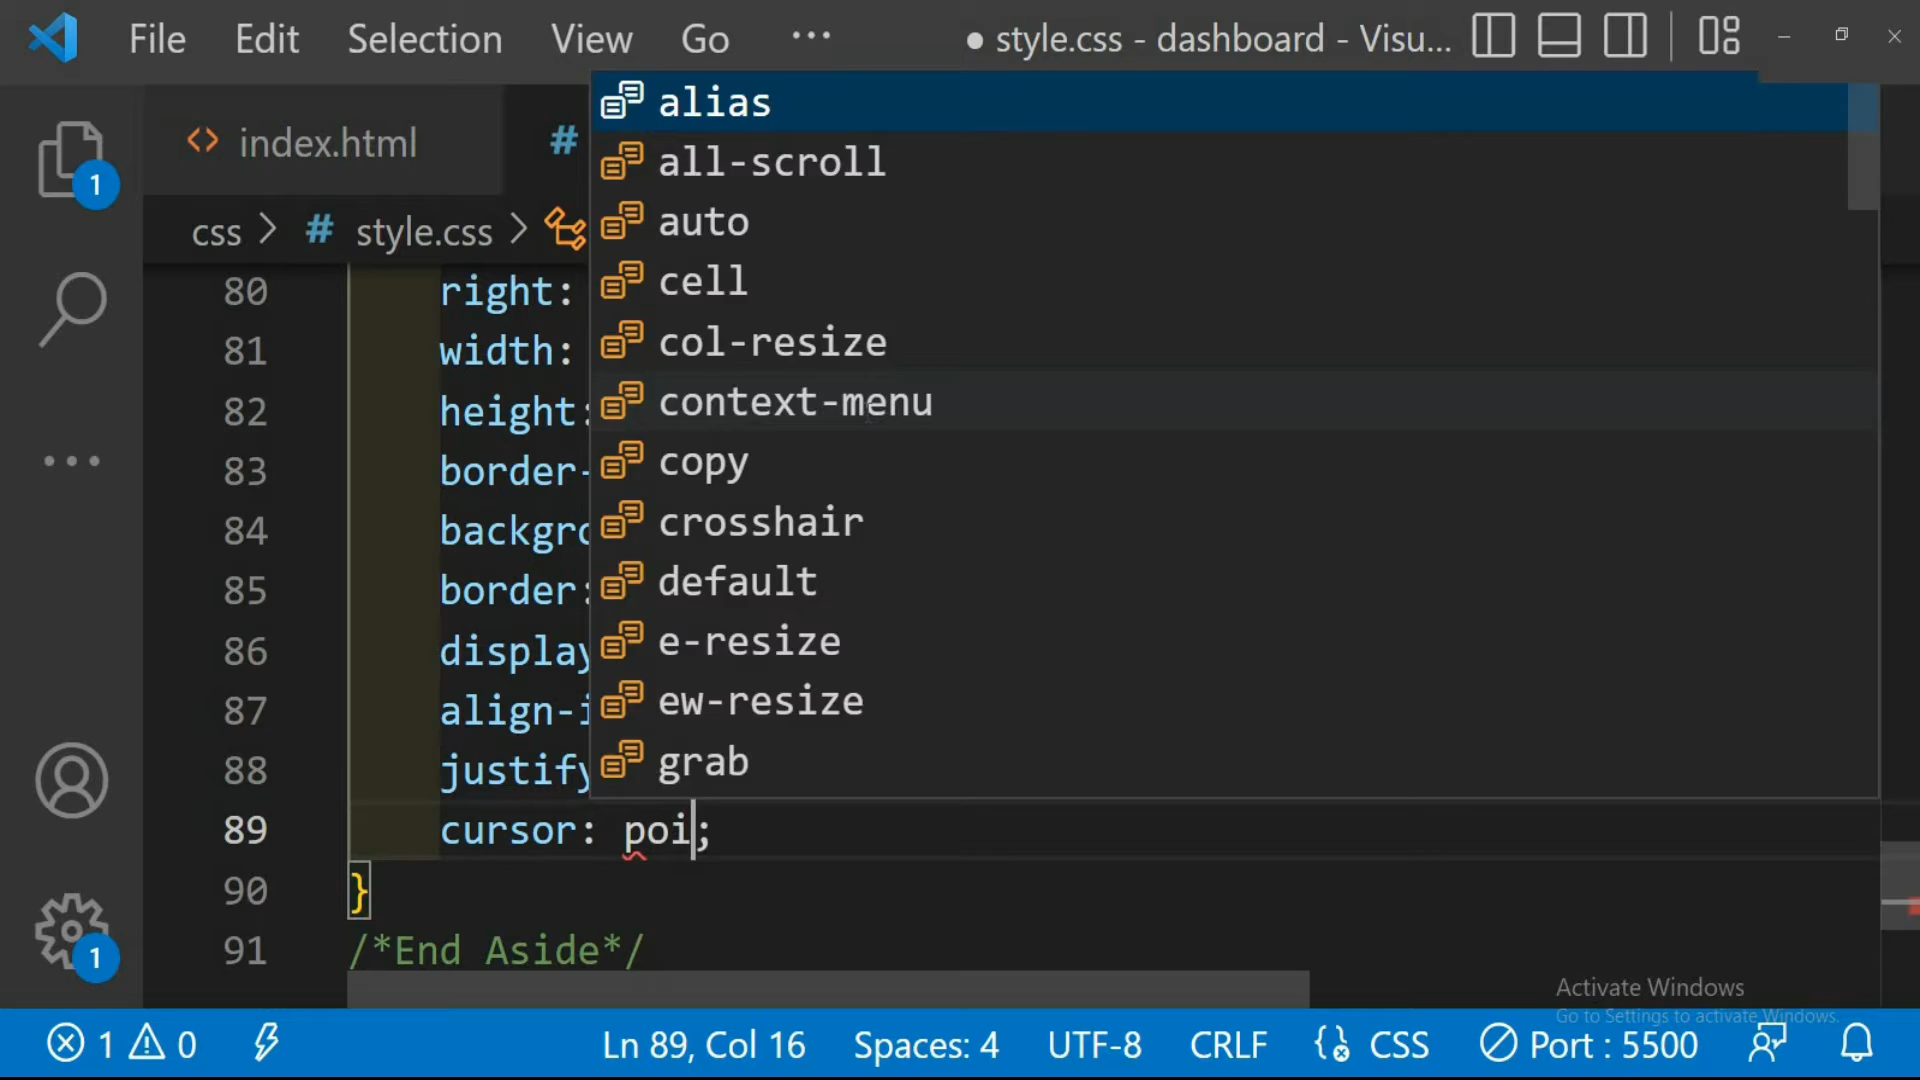 File Edit Selection View Go ··· ● style.css - dashboard - Visu...
index.html #
css > # style.css >
alias
all-scroll
auto
cell
col-resize
context-menu
copy
crosshair
default
e-resize
ew-resize
grab
80 right:
81 width:
82 height:
83 border-
84 backgro
85 border:
86 display
87 align-i
88 justify
89 cursor: poi;
90 }
91 /*End Aside*/
1
1
Activate Windows
Go to Settings to activate Windows.
1 0 Ln 89, Col 16 Spaces: 4 UTF-8 CRLF {} CSS Port : 5500